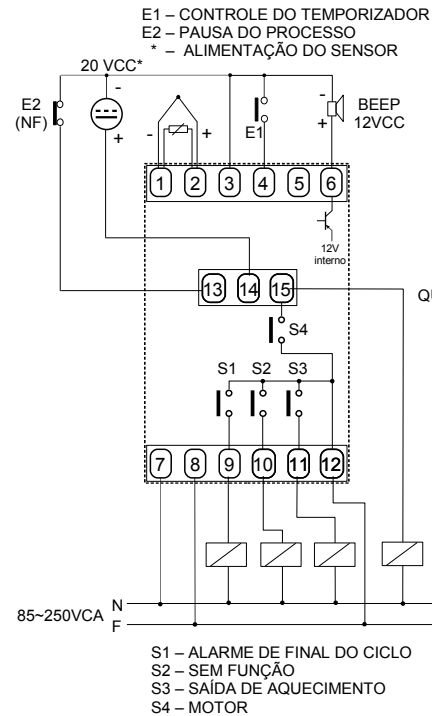 E1 – CONTROLE DO TEMPORIZADOR
E2 – PAUSA DO PROCESSO
* – ALIMENTAÇÃO DO SENSOR
20 VCC*
E2
(NF)
-
+
-
+
E1
-
+
BEEP
12VCC
1 2 3 4 5 6
12V
interno
13 14 15
QU
S4
S1 S2 S3
7 8 9 10 11 12
85~250VCA
N
F
S1 – ALARME DE FINAL DO CICLO
S2 – SEM FUNÇÃO
S3 – SAÍDA DE AQUECIMENTO
S4 – MOTOR